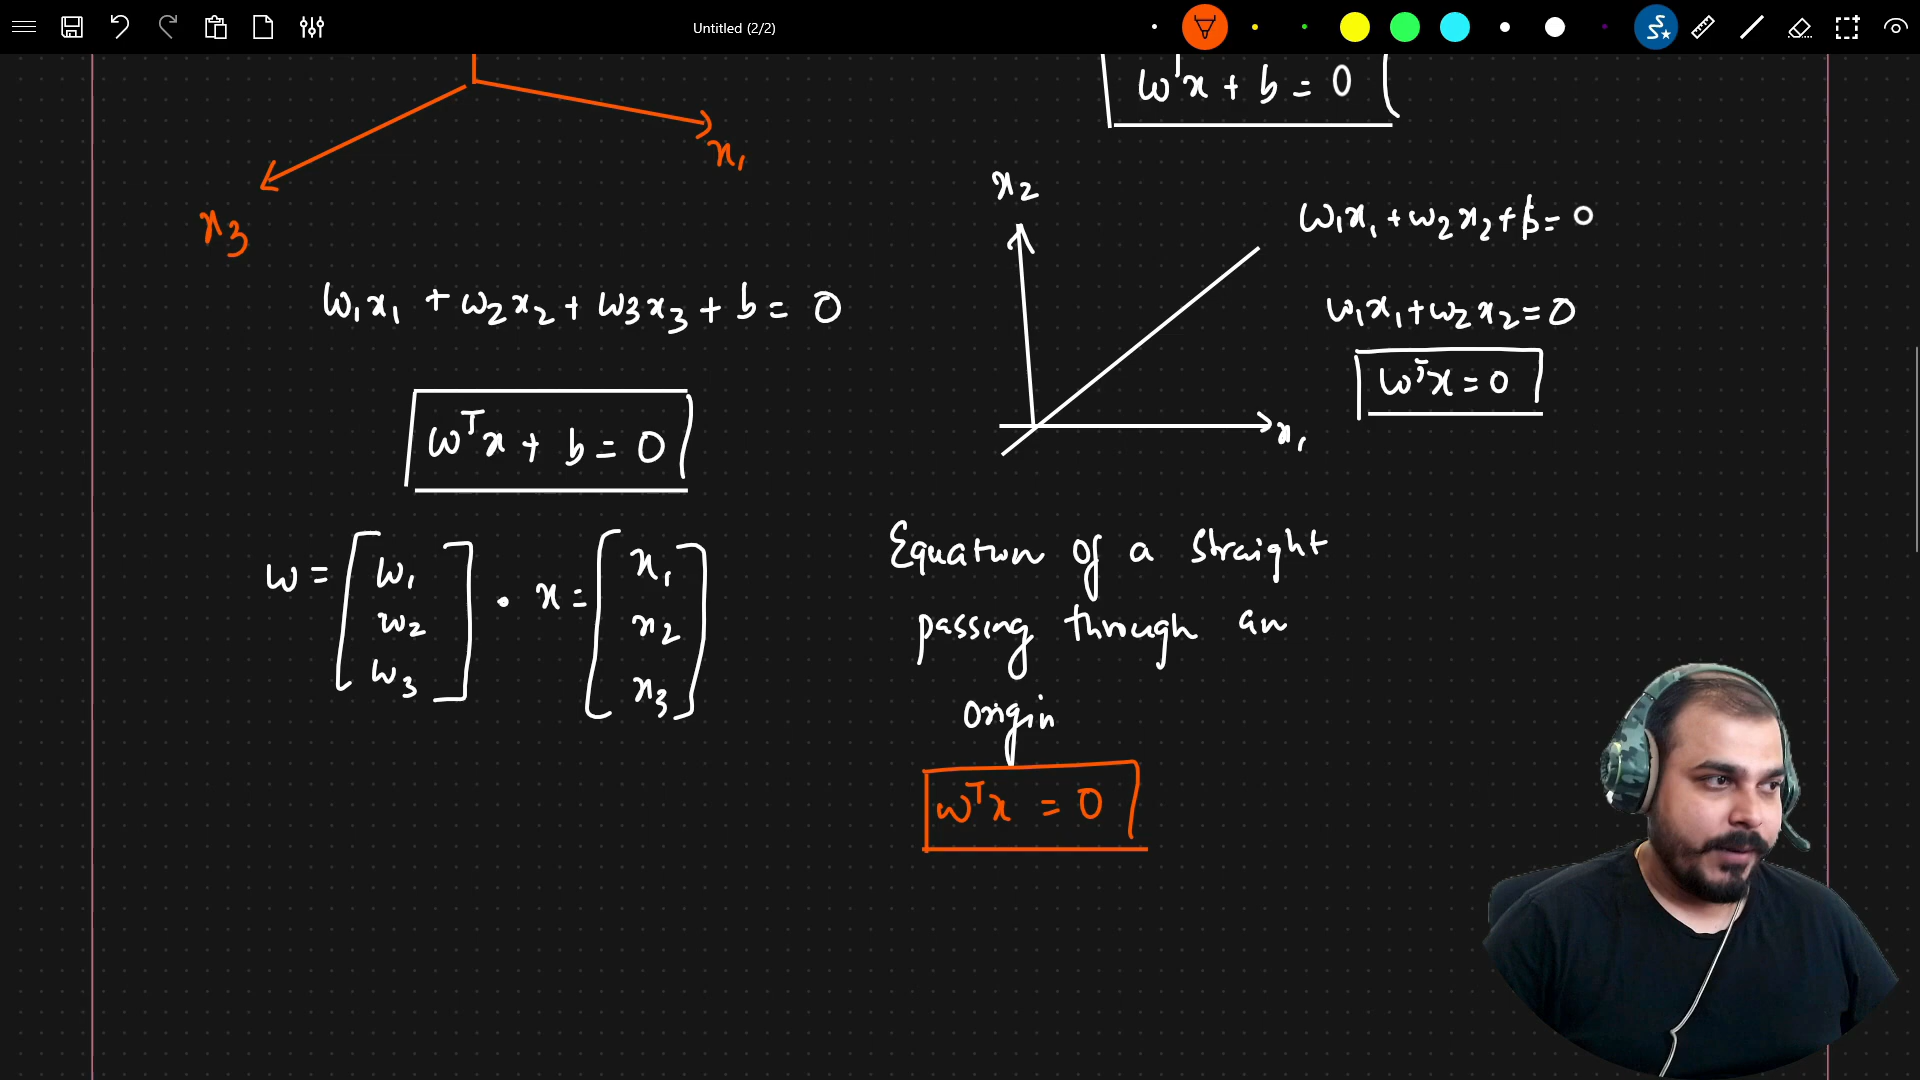 Untitled (2/2)
wᵀx + b = 0
x₁
x₃
x₂
w₁x₁ + w₂x₂ + b = 0
w₁x₁ + w₂x₂ + w₃x₃ + b = 0
w₁x₁ + w₂x₂ = 0
wᵀx = 0
wᵀx + b = 0
x₁
w = [w₁ w₂ w₃] . x = [x₁ x₂ x₃]
Equation of a straight
passing through an
origin
wᵀx = 0